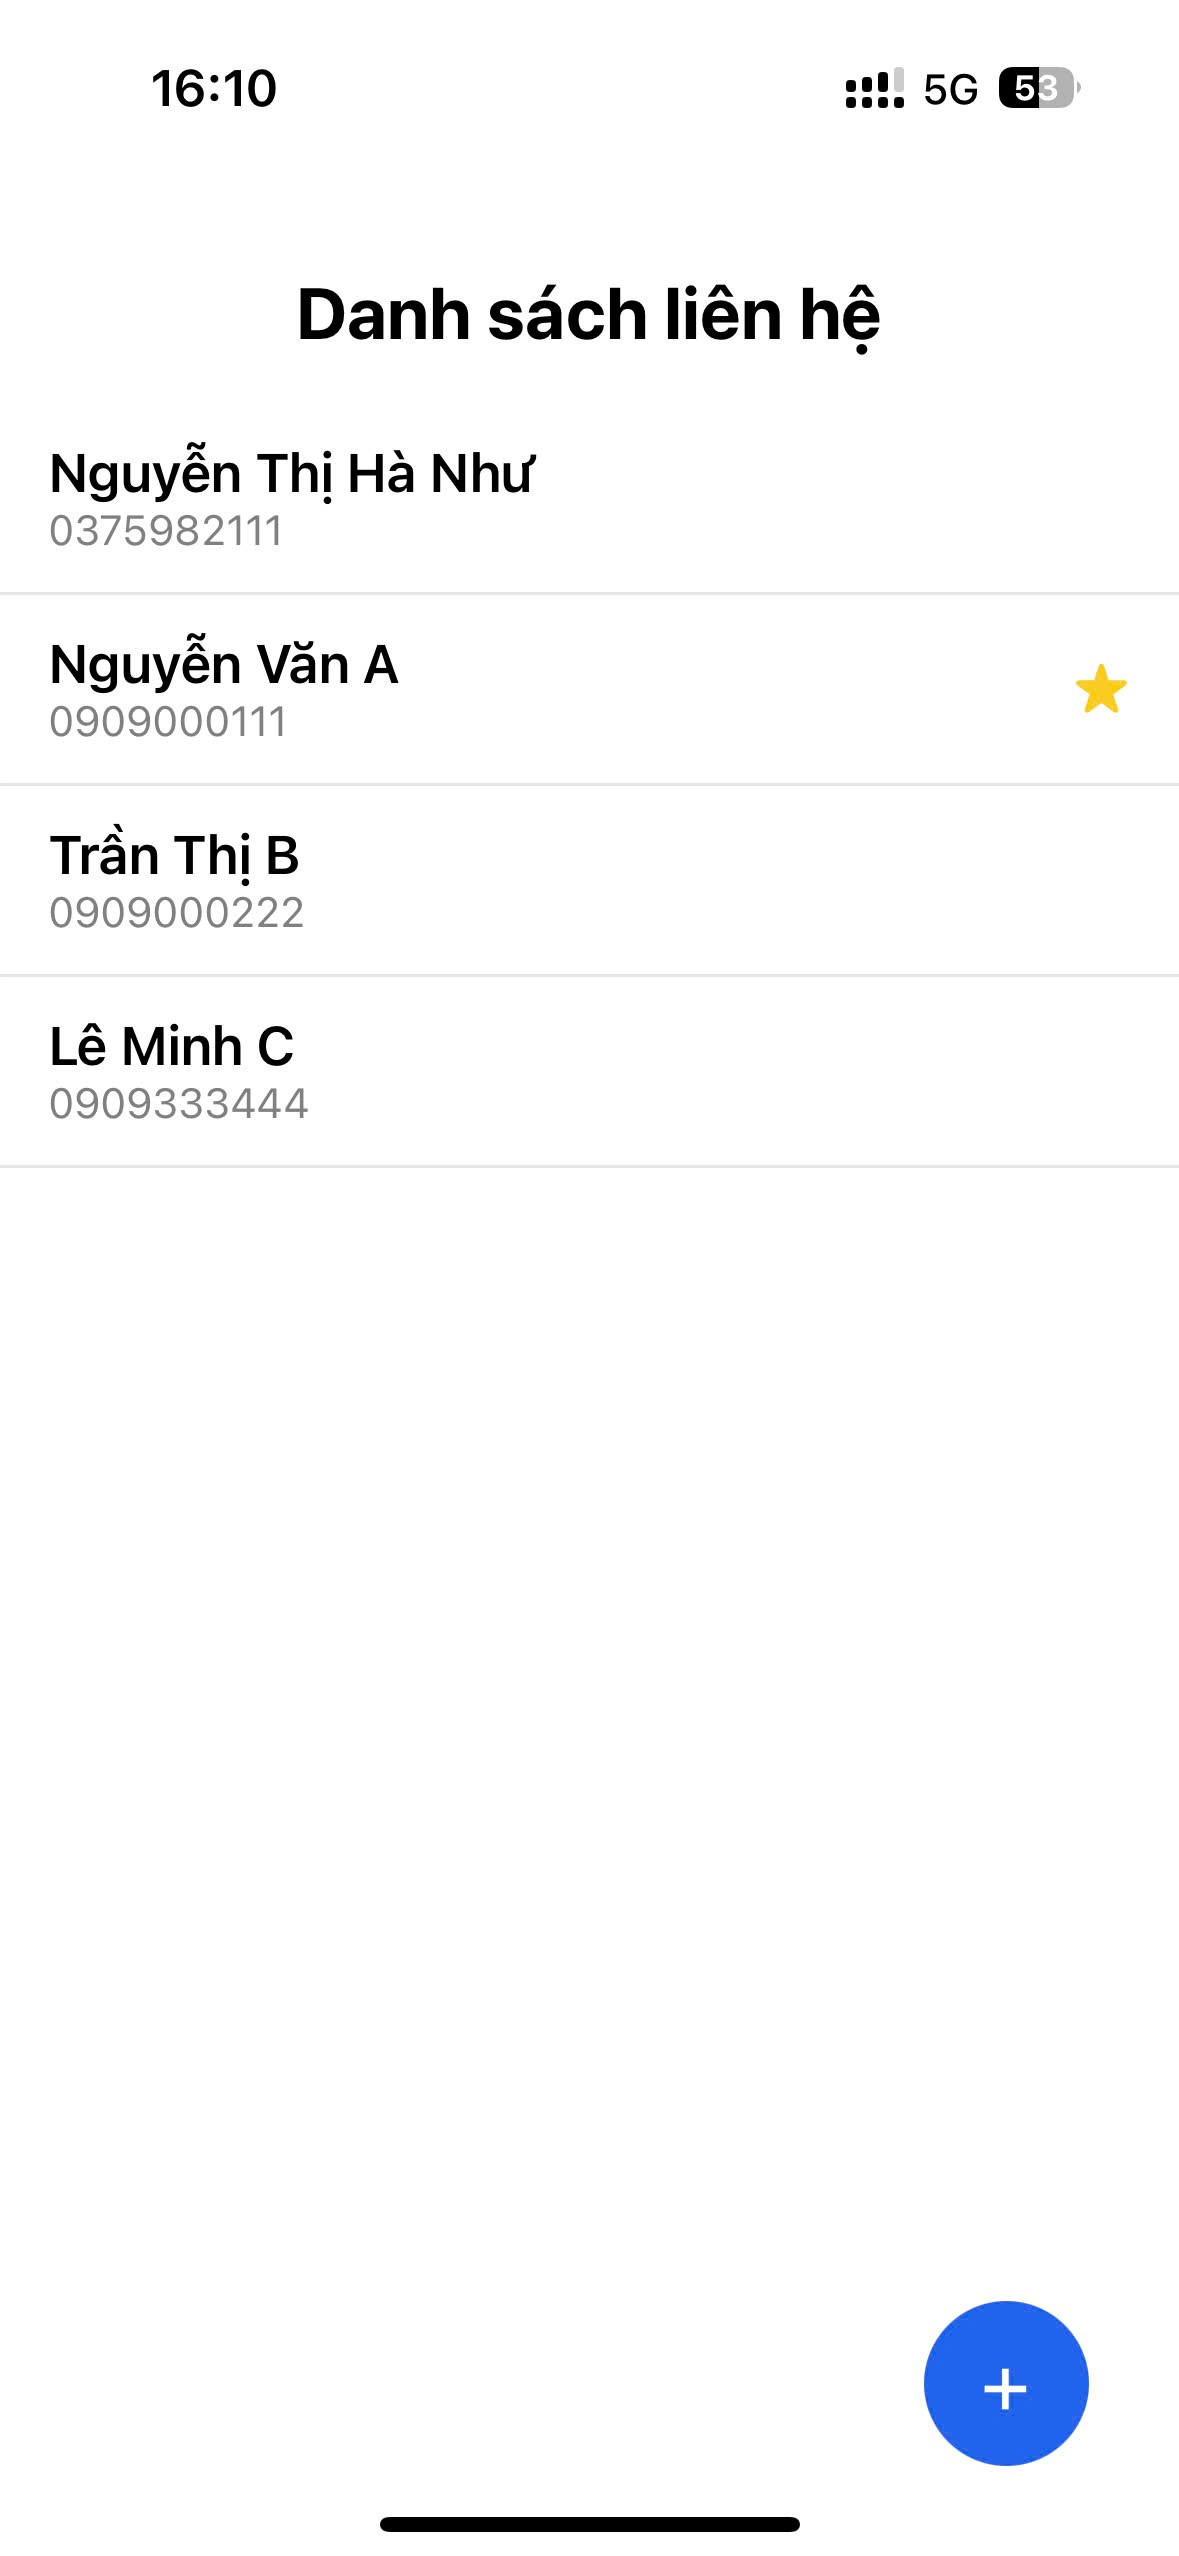 16:10
5G 53
Danh sách liên hệ
Nguyễn Thị Hà Như
0375982111
Nguyễn Văn A
0909000111
Trần Thị B
0909000222
Lê Minh C
0909333444
+